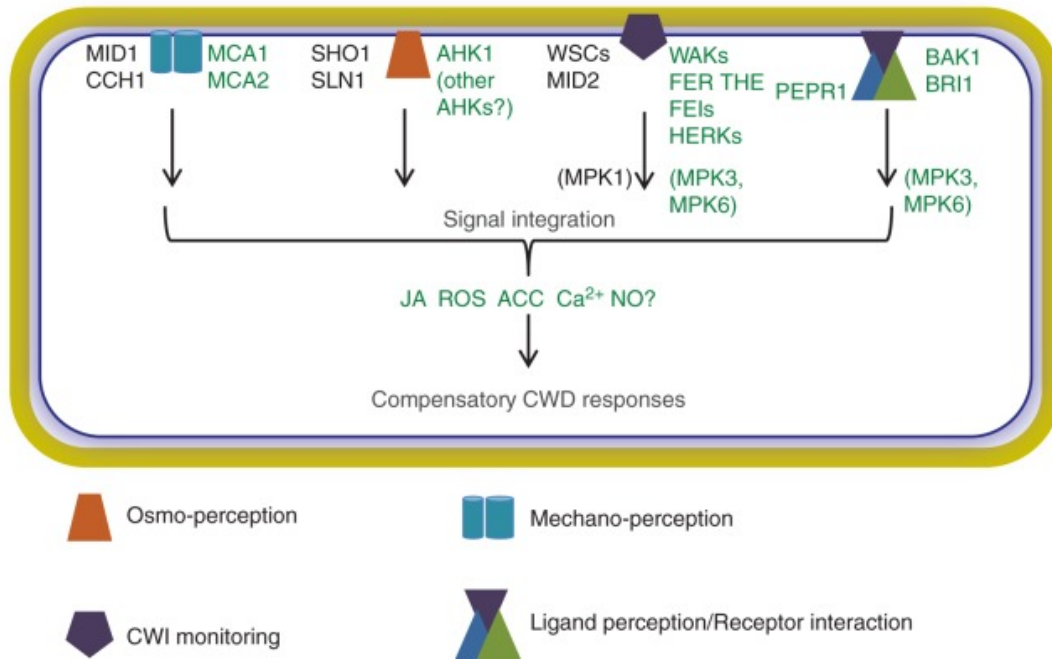 MID1
CCH1
MCA1
MCA2
SHO1
SLN1
AHK1
(other
AHKs?)
WSCs
MID2
WAKs
FER THE
FEIs
HERKs
PEPR1
BAK1
BRI1
(MPK1)
(MPK3,
MPK6)
(MPK3,
MPK6)
Signal integration
JA ROS ACC Ca²⁺ NO?
Compensatory CWD responses
Osmo-perception
Mechano-perception
CWI monitoring
Ligand perception/Receptor interaction